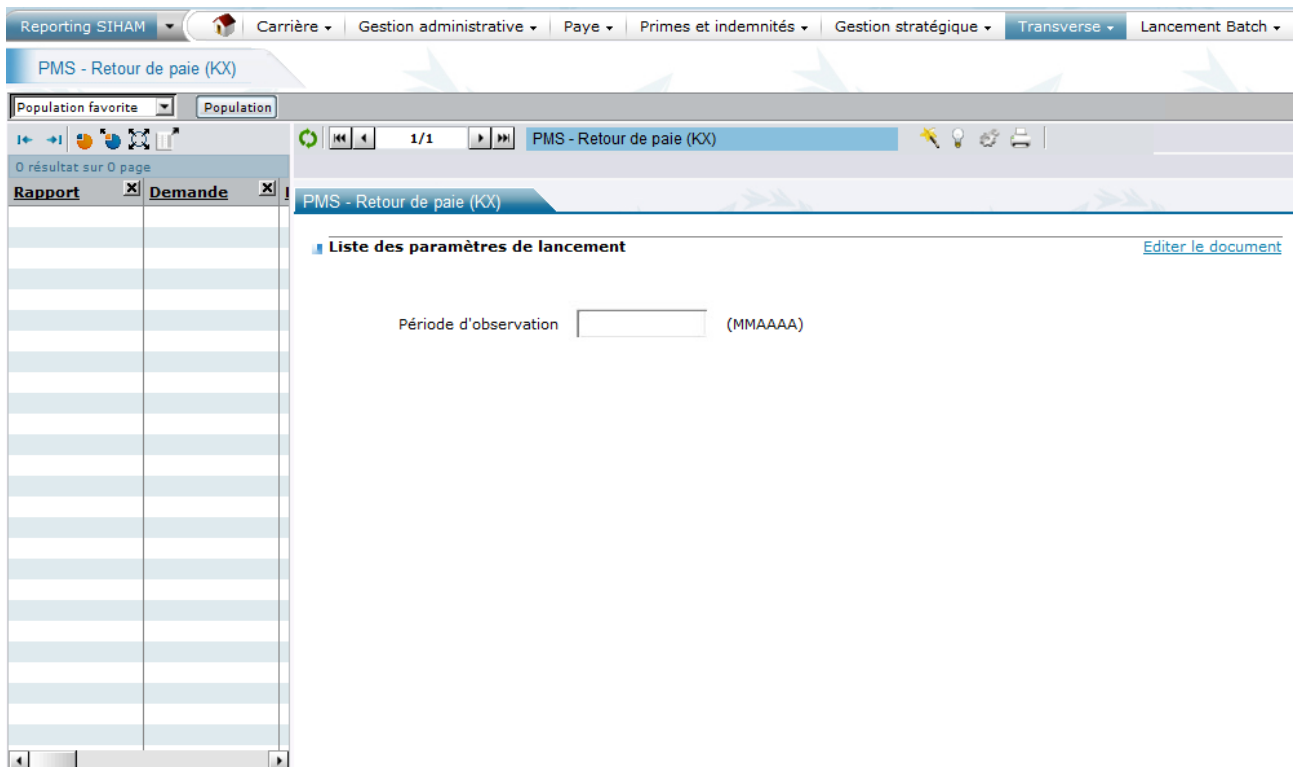 Reporting SIHAM Carrière Gestion administrative Paye Primes et indemnités Gestion stratégique Transverse Lancement Batch
PMS - Retour de paie (KX)
Population favorite Population
1/1 PMS - Retour de paie (KX)
0 résultat sur 0 page
Rapport Demande
PMS - Retour de paie (KX)
Liste des paramètres de lancement Editer le document
Période d'observation (MMAAAA)